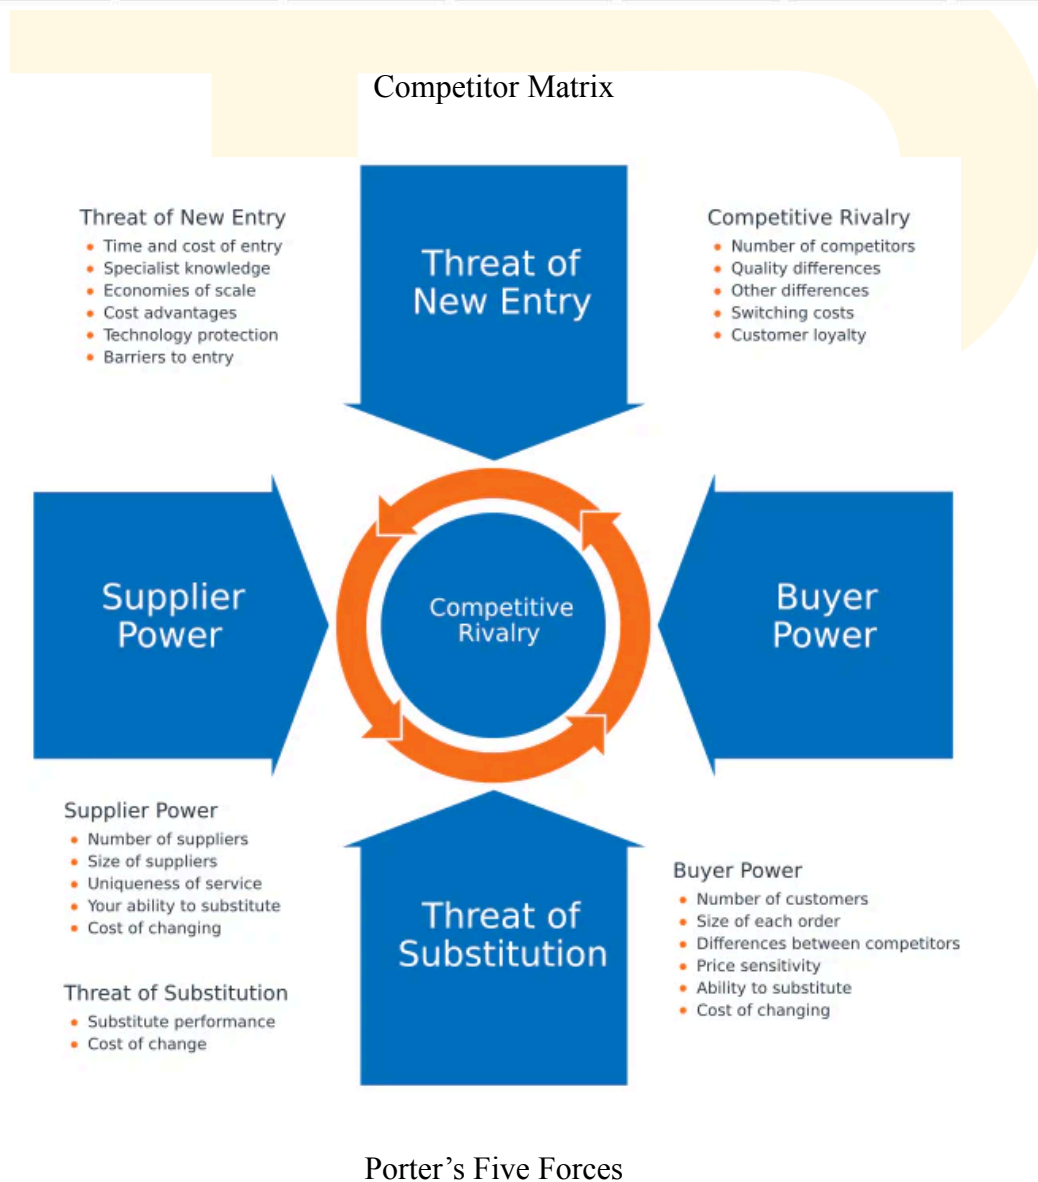 Competitor Matrix
Threat of New Entry
Time and cost of entry
Specialist knowledge
Economies of scale
Cost advantages
Technology protection
Barriers to entry
Threat of
New Entry
Competitive Rivalry
Number of competitors
Quality differences
Other differences
Switching costs
Customer loyalty
Supplier
Power
Competitive
Rivalry
Buyer
Power
Supplier Power
Number of suppliers
Size of suppliers
Uniqueness of service
Your ability to substitute
Cost of changing
Threat of Substitution
Substitute performance
Cost of change
Threat of
Substitution
Buyer Power
Number of customers
Size of each order
Differences between competitors
Price sensitivity
Ability to substitute
Cost of changing
Porter’s Five Forces